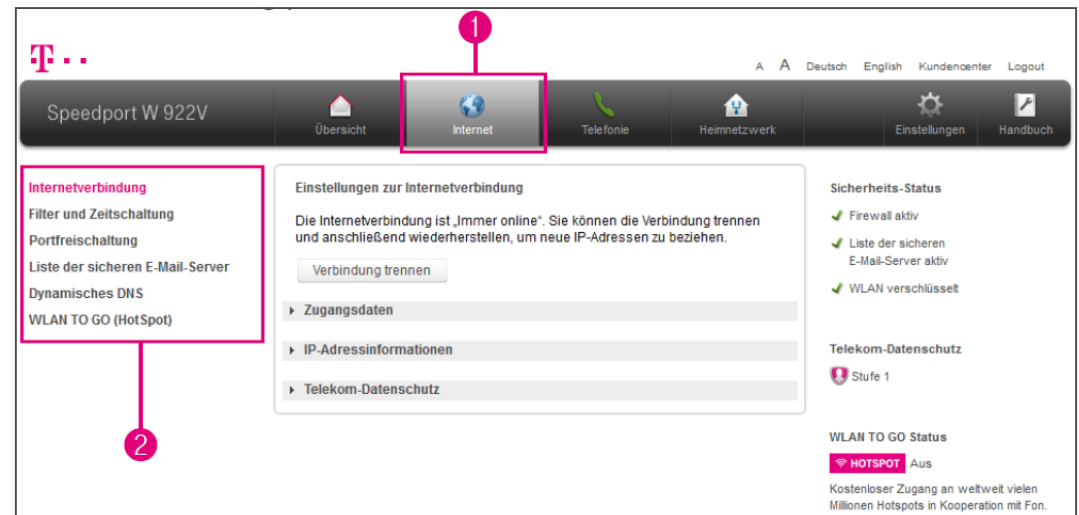 1
T
A A Deutsch English Kundencenter Logout
Speedport W 922V
Übersicht
Internet
Telefonie
Heimnetzwerk
Einstellungen
Handbuch
Internetverbindung
Filter und Zeitschaltung
Portfreischaltung
Liste der sicheren E-Mail-Server
Dynamisches DNS
WLAN TO GO (HotSpot)
2
Einstellungen zur Internetverbindung
Die Internetverbindung ist „Immer online“. Sie können die Verbindung trennen
und anschließend wiederherstellen, um neue IP-Adressen zu beziehen.
Verbindung trennen
Zugangsdaten
IP-Adressinformationen
Telekom-Datenschutz
Sicherheits-Status
Firewall aktiv
Liste der sicheren
E-Mail-Server aktiv
WLAN verschlüsselt
Telekom-Datenschutz
Stufe 1
WLAN TO GO Status
HOTSPOT Aus
Kostenloser Zugang an weltweit vielen
Millionen Hotspots in Kooperation mit Fon.